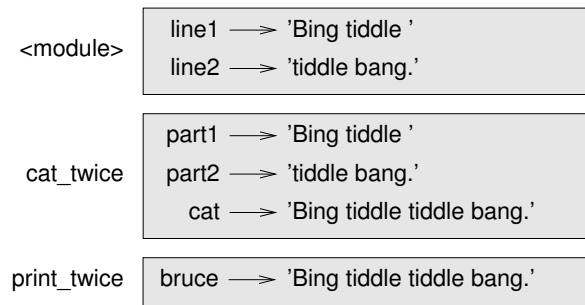 <module>
line1 → ’Bing tiddle ’
line2 → ’tiddle bang.’
cat_twice
part1 → ’Bing tiddle ’
part2 → ’tiddle bang.’
cat → ’Bing tiddle tiddle bang.’
print_twice
bruce → ’Bing tiddle tiddle bang.’